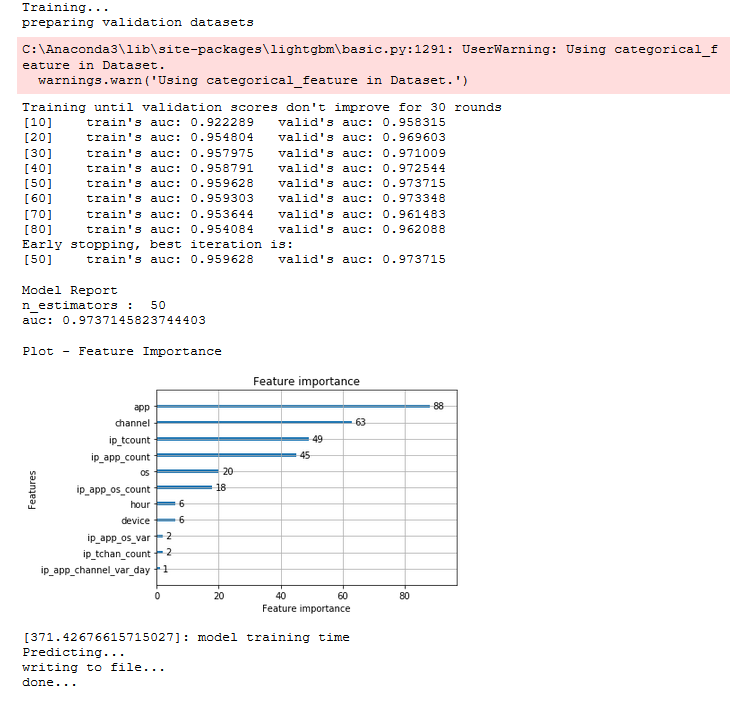 Training...
preparing validation datasets
C:\Anaconda3\lib\site-packages\lightgbm\basic.py:1291: UserWarning: Using categorical_f
eature in Dataset.
  warnings.warn('Using categorical_feature in Dataset.')
Training until validation scores don't improve for 30 rounds
[10]    train's auc: 0.922289   valid's auc: 0.958315
[20]    train's auc: 0.954804   valid's auc: 0.969603
[30]    train's auc: 0.957975   valid's auc: 0.971009
[40]    train's auc: 0.958791   valid's auc: 0.972544
[50]    train's auc: 0.959628   valid's auc: 0.973715
[60]    train's auc: 0.959303   valid's auc: 0.973348
[70]    train's auc: 0.953644   valid's auc: 0.961483
[80]    train's auc: 0.954084   valid's auc: 0.962088
Early stopping, best iteration is:
[50]    train's auc: 0.959628   valid's auc: 0.973715
Model Report
n_estimators :  50
auc: 0.9737145823744403
Plot - Feature Importance
Feature importance
Features
app 88
channel 63
ip_tcount 49
ip_app_count 45
os 20
ip_app_os_count 18
hour 6
device 6
ip_app_os_var 2
ip_tchan_count 2
ip_app_channel_var_day 1
0 20 40 60 80
Feature importance
[371.42676615715027]: model training time
Predicting...
writing to file...
done...